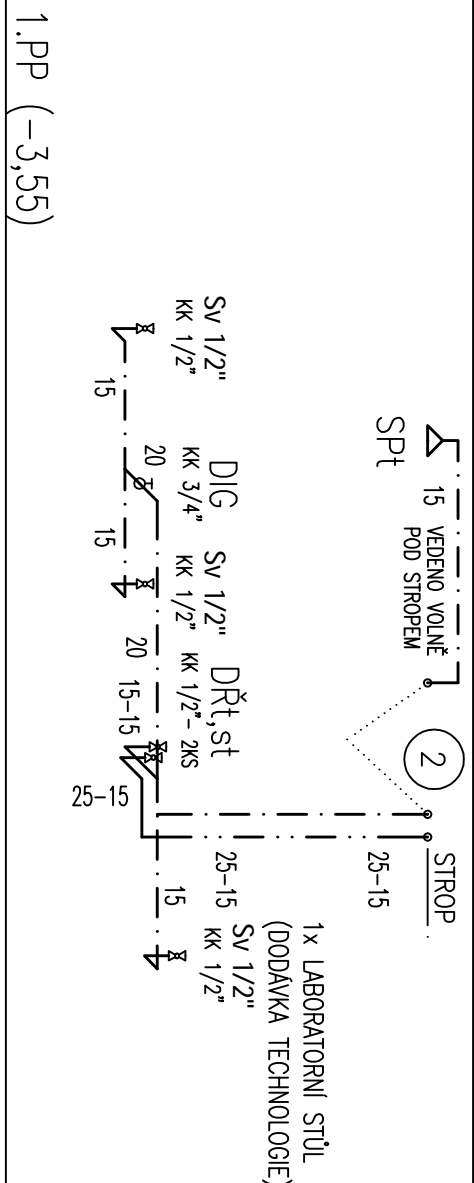 1.PP (-3,55)
SPt
15 VEDENO VOLNĚ
POD STROPEM
2
STROP
25-15
25-15
1x LABORATORNÍ STŮL
(DODÁVKA TECHNOLOGIE)
Sv 1/2"
KK 1/2"
15
Sv 1/2"
KK 1/2"
15
DIG
KK 3/4"
20
Sv 1/2"
KK 1/2"
15
DŘt,st
KK 1/2"- 2KS
20
15-15
25-15